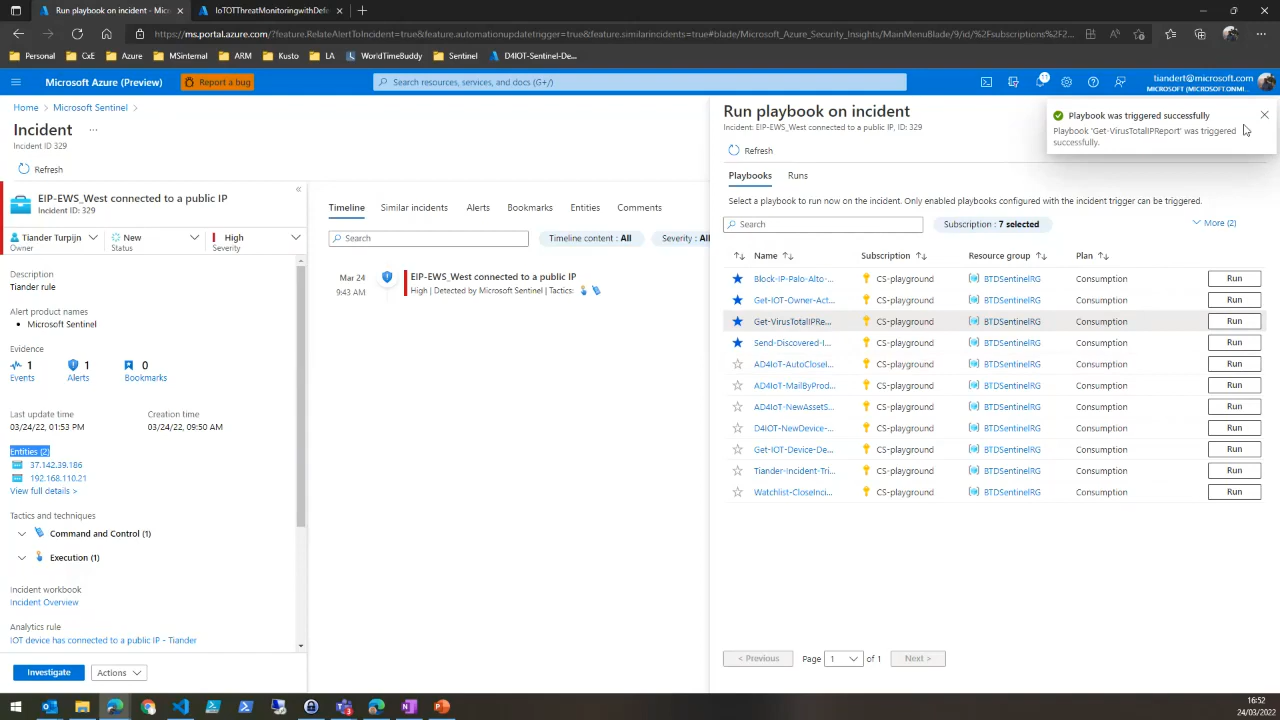 Run playbook on incident - Mic
IoTOTThreatMonitoringwithDefe
https://ms.portal.azure.com/?feature.RelateAlertToIncident=true&feature.automationupdatetrigger=true&feature.similarincidents=true#blade/Microsoft_Azure_Security_Insights/MainMenuBlade/9/id/%2Fsubscriptions%2F2...
Personal
CxE
Azure
MSinternal
ARM
Kusto
LA
WorldTimeBuddy
Sentinel
D4IOT-Sentinel-De...
Microsoft Azure (Preview)
Report a bug
Search resources, services, and docs (G+/)
tiandert@microsoft.com
MICROSOFT (MICROSOFT.ONMI...
Home > Microsoft Sentinel >
Incident ...
Incident ID 329
Refresh
EIP-EWS_West connected to a public IP
Incident ID: 329
Tiander Turpijn
Owner
New
Status
High
Severity
Description
Tiander rule
Alert product names
• Microsoft Sentinel
Evidence
1
Events
1
Alerts
0
Bookmarks
Last update time
03/24/22, 01:53 PM
Creation time
03/24/22, 09:50 AM
Entities (2)
37.142.39.186
192.168.110.21
View full details >
Tactics and techniques
Command and Control (1)
Execution (1)
Incident workbook
Incident Overview
Analytics rule
IOT device has connected to a public IP - Tiander
Investigate
Actions
Timeline
Similar incidents
Alerts
Bookmarks
Entities
Comments
Search
Timeline content : All
Severity : All
Mar 24
9:43 AM
EIP-EWS_West connected to a public IP
High | Detected by Microsoft Sentinel | Tactics:
Run playbook on incident
Incident: EIP-EWS_West connected to a public IP, ID: 329
Refresh
Playbook was triggered successfully
Playbook 'Get-VirusTotalIPReport' was triggered
successfully.
Playbooks
Runs
Select a playbook to run now on the incident. Only enabled playbooks configured with the incident trigger can be triggered.
Search
Subscription : 7 selected
More (2)
Name Subscription Resource group Plan
Block-IP-Palo-Alto-... CS-playground BTDSentinelRG Consumption Run
Get-IOT-Owner-Act... CS-playground BTDSentinelRG Consumption Run
Get-VirusTotalIPRe... CS-playground BTDSentinelRG Consumption Run
Send-Discovered-I... CS-playground BTDSentinelRG Consumption Run
AD4IoT-AutoCloseI... CS-playground BTDSentinelRG Consumption Run
AD4IoT-MailByProd... CS-playground BTDSentinelRG Consumption Run
AD4IoT-NewAssetS... CS-playground BTDSentinelRG Consumption Run
D4IOT-NewDevice-... CS-playground BTDSentinelRG Consumption Run
Get-IOT-Device-De... CS-playground BTDSentinelRG Consumption Run
Tiander-Incident-Tri... CS-playground BTDSentinelRG Consumption Run
Watchlist-CloseInci... CS-playground BTDSentinelRG Consumption Run
< Previous
Page 1 of 1
Next >
16:52
24/03/2022